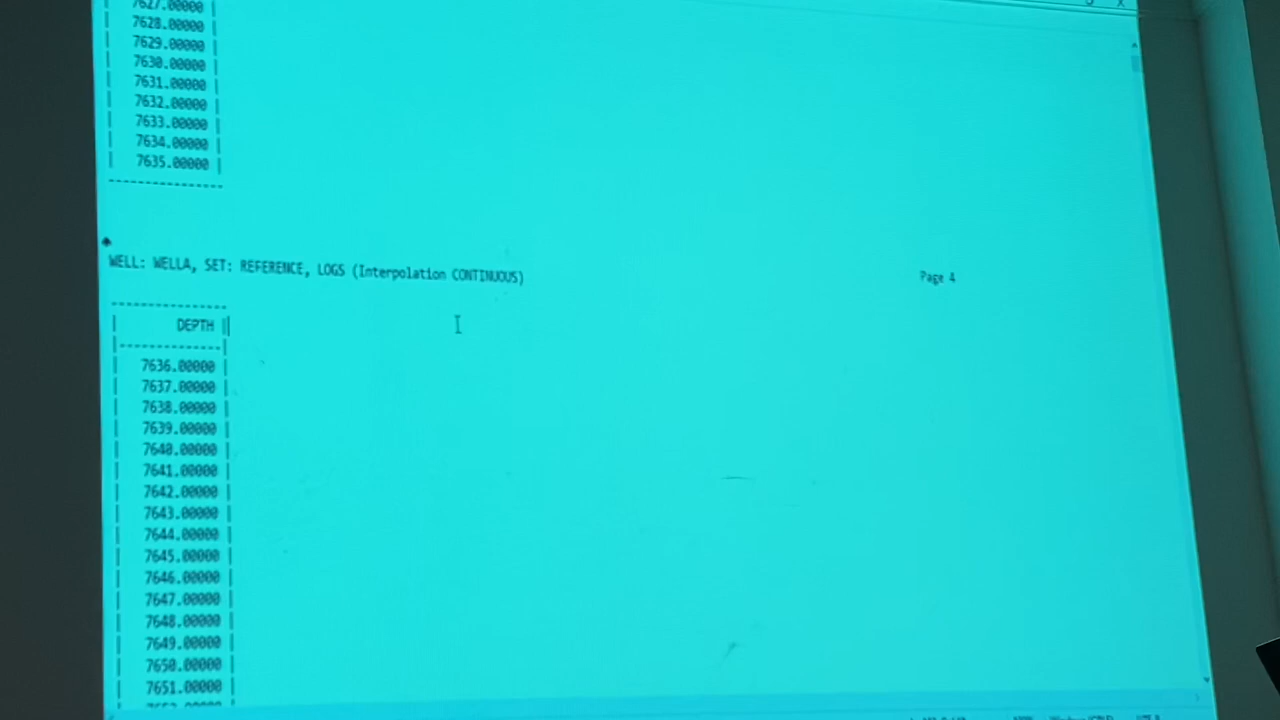 7627.00000 |
| 7628.00000 |
| 7629.00000 |
| 7630.00000 |
| 7631.00000 |
| 7632.00000 |
| 7633.00000 |
| 7634.00000 |
| 7635.00000 |
WELL: WELLA, SET: REFERENCE, LOGS (Interpolation CONTINUOUS) Page 4
| DEPTH |
| 7636.00000 |
| 7637.00000 |
| 7638.00000 |
| 7639.00000 |
| 7640.00000 |
| 7641.00000 |
| 7642.00000 |
| 7643.00000 |
| 7644.00000 |
| 7645.00000 |
| 7646.00000 |
| 7647.00000 |
| 7648.00000 |
| 7649.00000 |
| 7650.00000 |
| 7651.00000 |